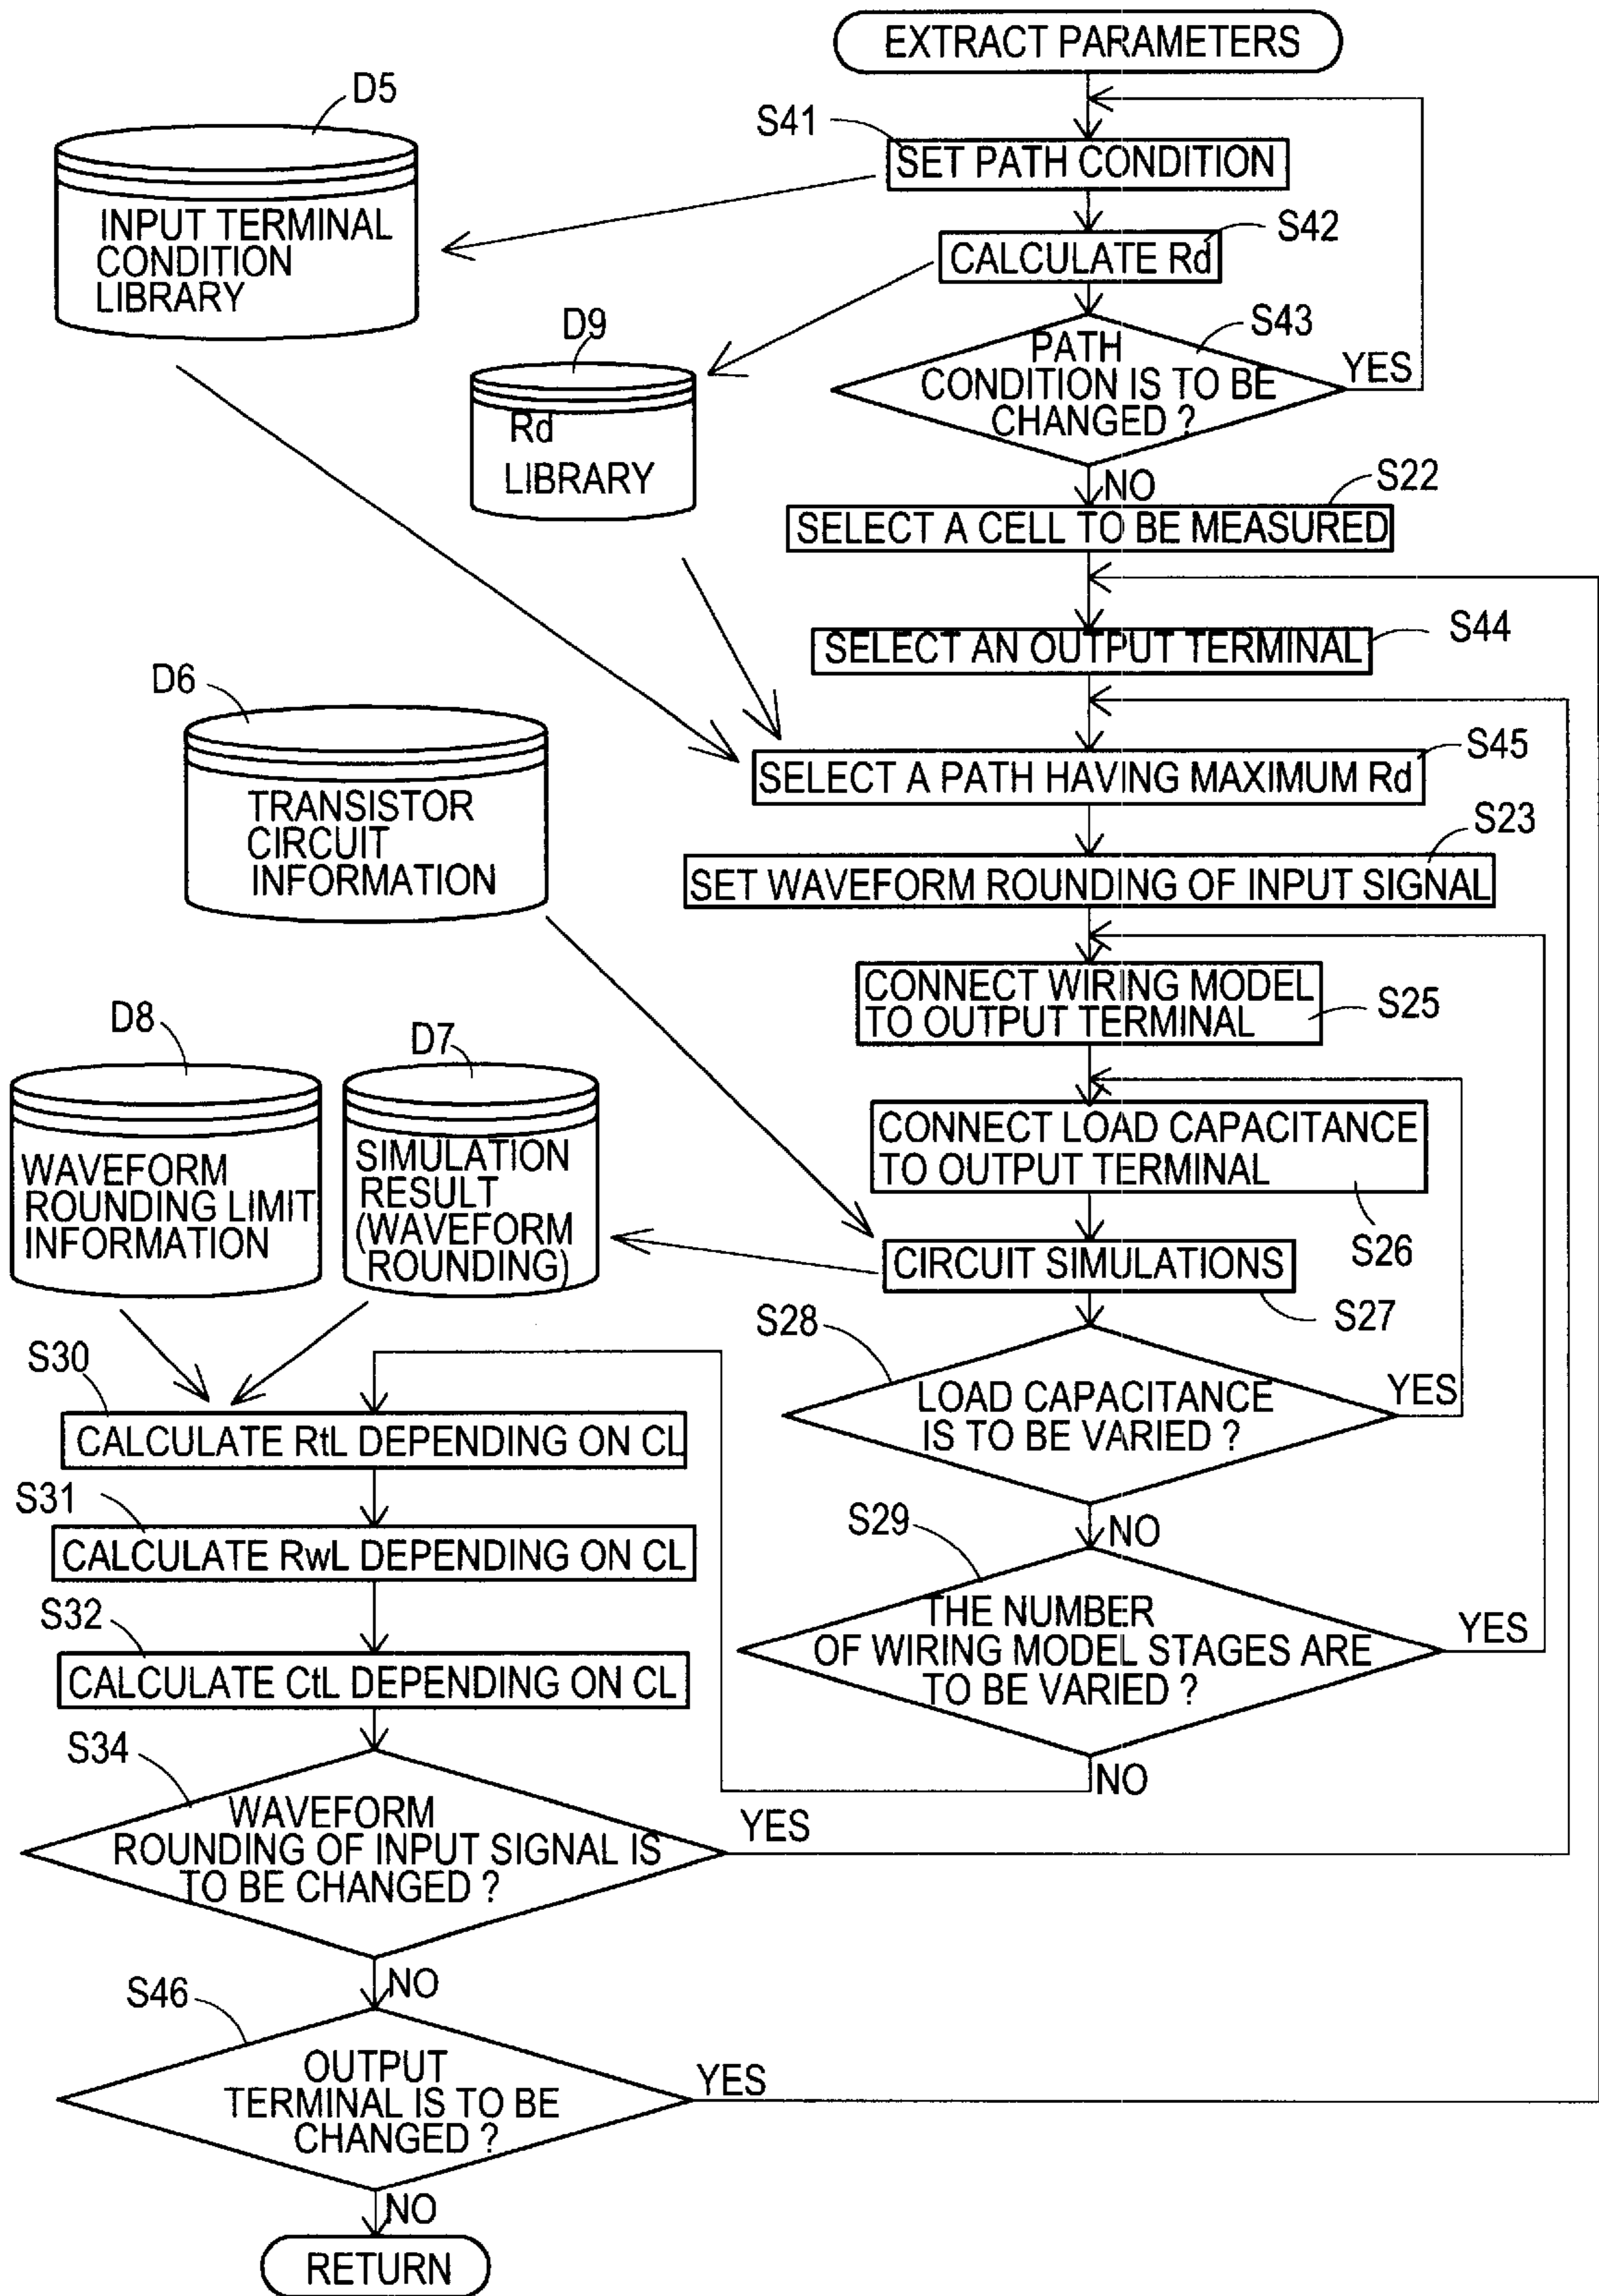 EXTRACT PARAMETERS
D5
S41
SET PATH CONDITION
INPUT TERMINAL
CONDITION
LIBRARY
S42
CALCULATE Rd
D9
S43
PATH
CONDITION IS TO BE
CHANGED ?
YES
Rd
LIBRARY
NO
S22
SELECT A CELL TO BE MEASURED
S44
SELECT AN OUTPUT TERMINAL
D6
S45
SELECT A PATH HAVING MAXIMUM Rd
TRANSISTOR
CIRCUIT
INFORMATION
S23
SET WAVEFORM ROUNDING OF INPUT SIGNAL
CONNECT WIRING MODEL
TO OUTPUT TERMINAL
S25
D8
D7
CONNECT LOAD CAPACITANCE
TO OUTPUT TERMINAL
S26
WAVEFORM
ROUNDING LIMIT
INFORMATION
SIMULATION
RESULT
(WAVEFORM
ROUNDING)
CIRCUIT SIMULATIONS
S27
S28
LOAD CAPACITANCE
IS TO BE VARIED ?
YES
NO
S30
CALCULATE RtL DEPENDING ON CL
S31
CALCULATE RwL DEPENDING ON CL
S29
THE NUMBER
OF WIRING MODEL STAGES ARE
TO BE VARIED ?
YES
NO
S32
CALCULATE CtL DEPENDING ON CL
S34
WAVEFORM
ROUNDING OF INPUT SIGNAL IS
TO BE CHANGED ?
YES
NO
S46
OUTPUT
TERMINAL IS TO BE
CHANGED ?
YES
NO
RETURN